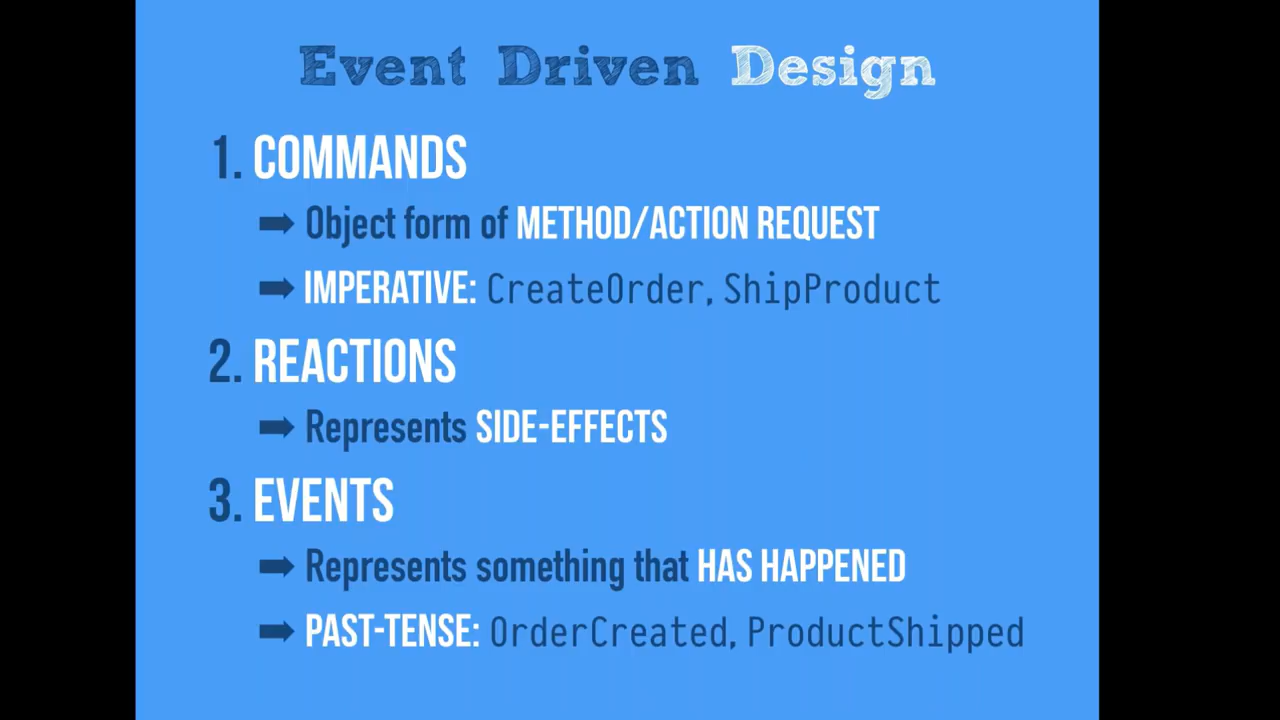 Event Driven Design
1. COMMANDS
➡ Object form of METHOD/ACTION REQUEST
➡ IMPERATIVE: CreateOrder, ShipProduct
2. REACTIONS
➡ Represents SIDE-EFFECTS
3. EVENTS
➡ Represents something that HAS HAPPENED
➡ PAST-TENSE: OrderCreated, ProductShipped